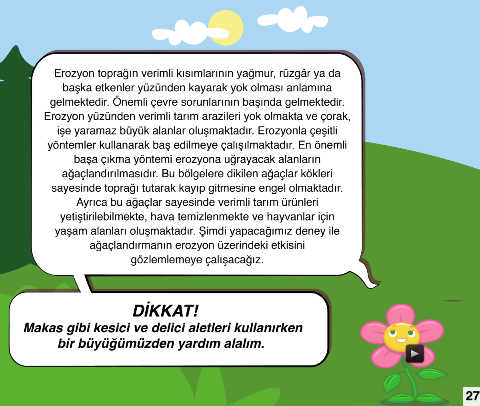 Erozyon toprağın verimli kısımlarının yağmur, rüzgâr ya da
başka etkenler yüzünden kayarak yok olması anlamına
gelmektedir. Önemli çevre sorunlarının başında gelmektedir.
Erozyon yüzünden verimli tarım arazileri yok olmakta ve çorak,
işe yaramaz büyük alanlar oluşmaktadır. Erozyonla çeşitli
yöntemler kullanarak baş edilmeye çalışılmaktadır. En önemli
başa çıkma yöntemi erozyona uğrayacak alanların
ağaçlandırılmasıdır. Bu bölgelere dikilen ağaçlar kökleri
sayesinde toprağı tutarak kayıp gitmesine engel olmaktadır.
Ayrıca bu ağaçlar sayesinde verimli tarım ürünleri
yetiştirilebilmekte, hava temizlenmekte ve hayvanlar için
yaşam alanları oluşmaktadır. Şimdi yapacağımız deney ile
ağaçlandırmanın erozyon üzerindeki etkisini
gözlemlemeye çalışacağız.
DİKKAT!
Makas gibi kesici ve delici aletleri kullanırken
bir büyüğümüzden yardım alalım.
27